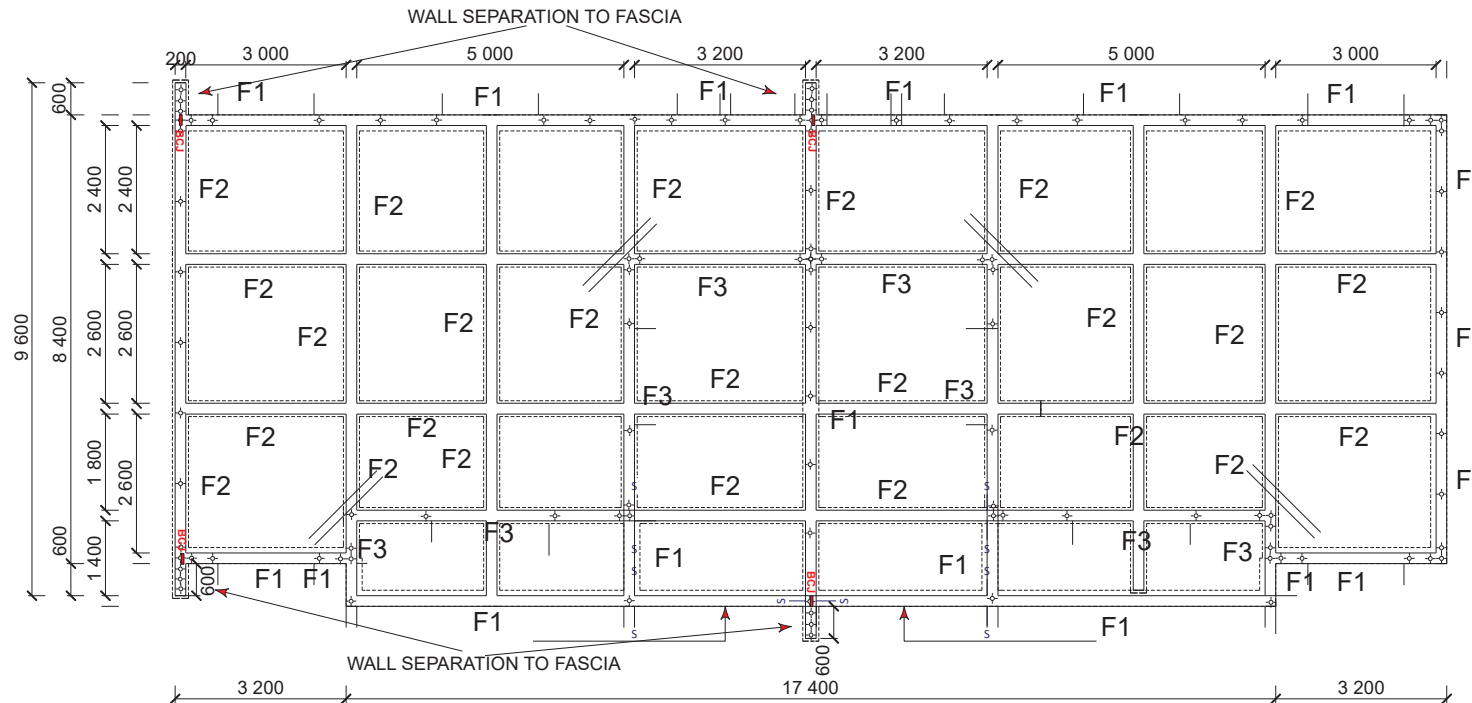 WALL SEPARATION TO FASCIA
200 3 000 5 000 3 200 3 200 5 000 3 000
F1 F1 F1 F1 F1 F1
600
BCJ BCJ
2 400 2 400
F2 F2 F2 F2 F2 F2 F
9 600 8 400 2 600 2 600
F2 F3 F3 F2
F2 F2 F2 F2 F2 F
F2 F2
F3 F3
F1
1 800 2 600
F2 F2 F2 F2
F2 F2 F2
F2 F2 F2 F
S S
600 1 400
BCJ
F3 F3 F1 F1 F3 F3
S S
S S
BCJ
600 F1 F1 F1 F1
S S
F1 F1
S S
600
WALL SEPARATION TO FASCIA
3 200 17 400 3 200